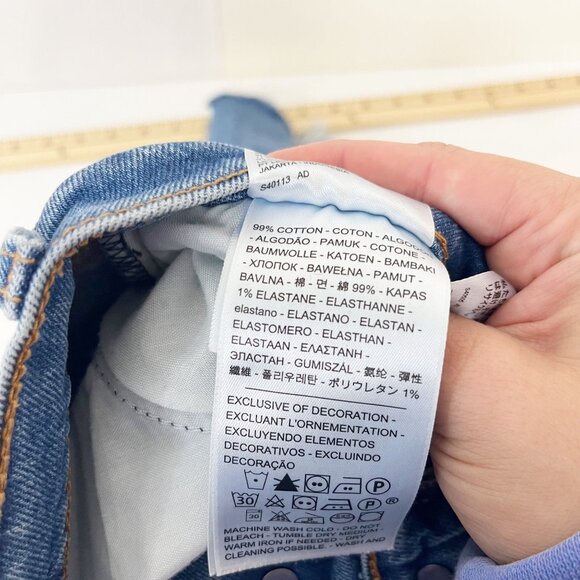 JAKARTA -
S40113 AD
99% COTTON - COTON - ALGODÓN
- ALGODÃO - PAMUK - COTONE -
BAUMWOLLE - KATOEN - BAMBAKI
- ХЛОПОК - BAWEŁNA - PAMUT -
BAVLNA - 棉 - 면 - 綿 99% - KAPAS
1% ELASTANE - ELASTHANNE -
elastano - ELASTANO - ELASTAN -
ELASTOMERO - ELASTHAN -
ELASTAAN - ΕΛΑΣΤΑΝΗ -
ЭЛАСТАН - GUMISZÁL - 氨纶 - 彈性
纖維 - 폴리우레탄 - ポリウレタン 1%
EXCLUSIVE OF DECORATION -
EXCLUANT L'ORNEMENTATION -
EXCLUYENDO ELEMENTOS
DECORATIVOS - EXCLUINDO
DECORAÇÃO
P
30 P
30
MACHINE WASH COLD - DO NOT
BLEACH - TUMBLE DRY MEDIUM -
WARM IRON IF NEEDED - DRY
CLEANING POSSIBLE - WASH AND